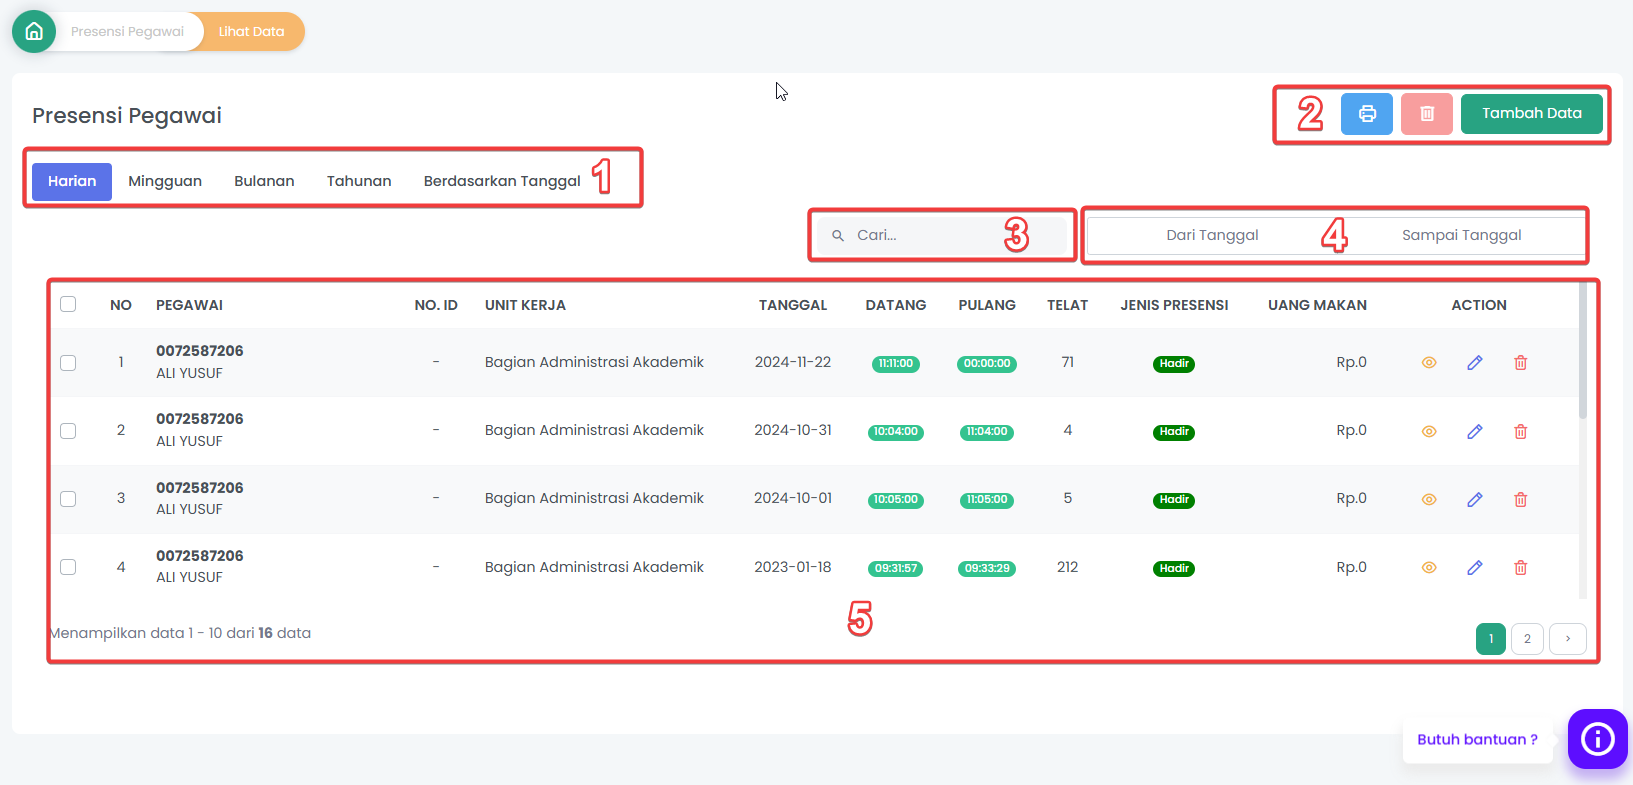 Presensi Pegawai Lihat Data
Presensi Pegawai
2 Tambah Data
Harian Mingguan Bulanan Tahunan Berdasarkan Tanggal 1
Cari... 3 Dari Tanggal 4 Sampai Tanggal
NO PEGAWAI NO. ID UNIT KERJA TANGGAL DATANG PULANG TELAT JENIS PRESENSI UANG MAKAN ACTION
1 0072587206 - Bagian Administrasi Akademik 2024-11-22 11:11:00 00:00:00 71 Hadir Rp.0
ALI YUSUF
2 0072587206 - Bagian Administrasi Akademik 2024-10-31 10:04:00 11:04:00 4 Hadir Rp.0
ALI YUSUF
3 0072587206 - Bagian Administrasi Akademik 2024-10-01 10:05:00 11:05:00 5 Hadir Rp.0
ALI YUSUF
4 0072587206 - Bagian Administrasi Akademik 2023-01-18 09:31:57 09:33:29 212 Hadir Rp.0
ALI YUSUF
5
Menampilkan data 1 - 10 dari 16 data 1 2 >
Butuh bantuan ?